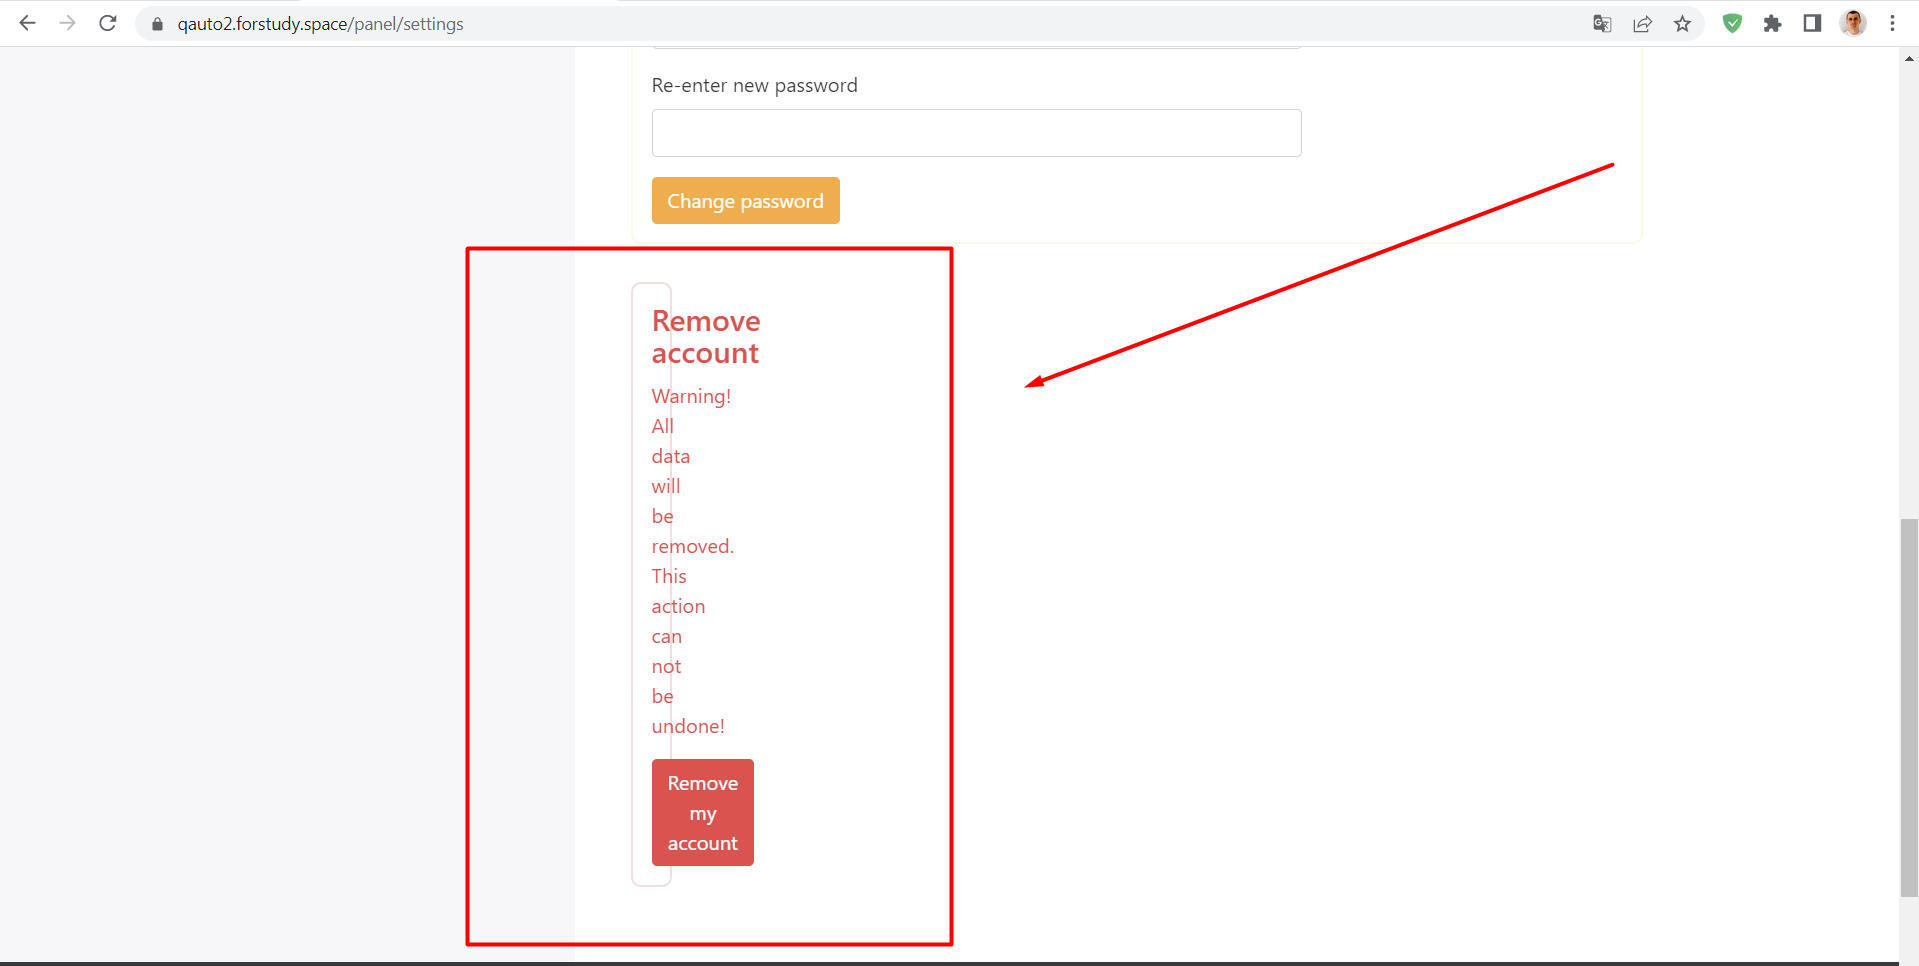 qauto2.forstudy.space/panel/settings
Re-enter new password
Change password
Remove
account
Warning!
All
data
will
be
removed.
This
action
can
not
be
undone!
Remove
my
account